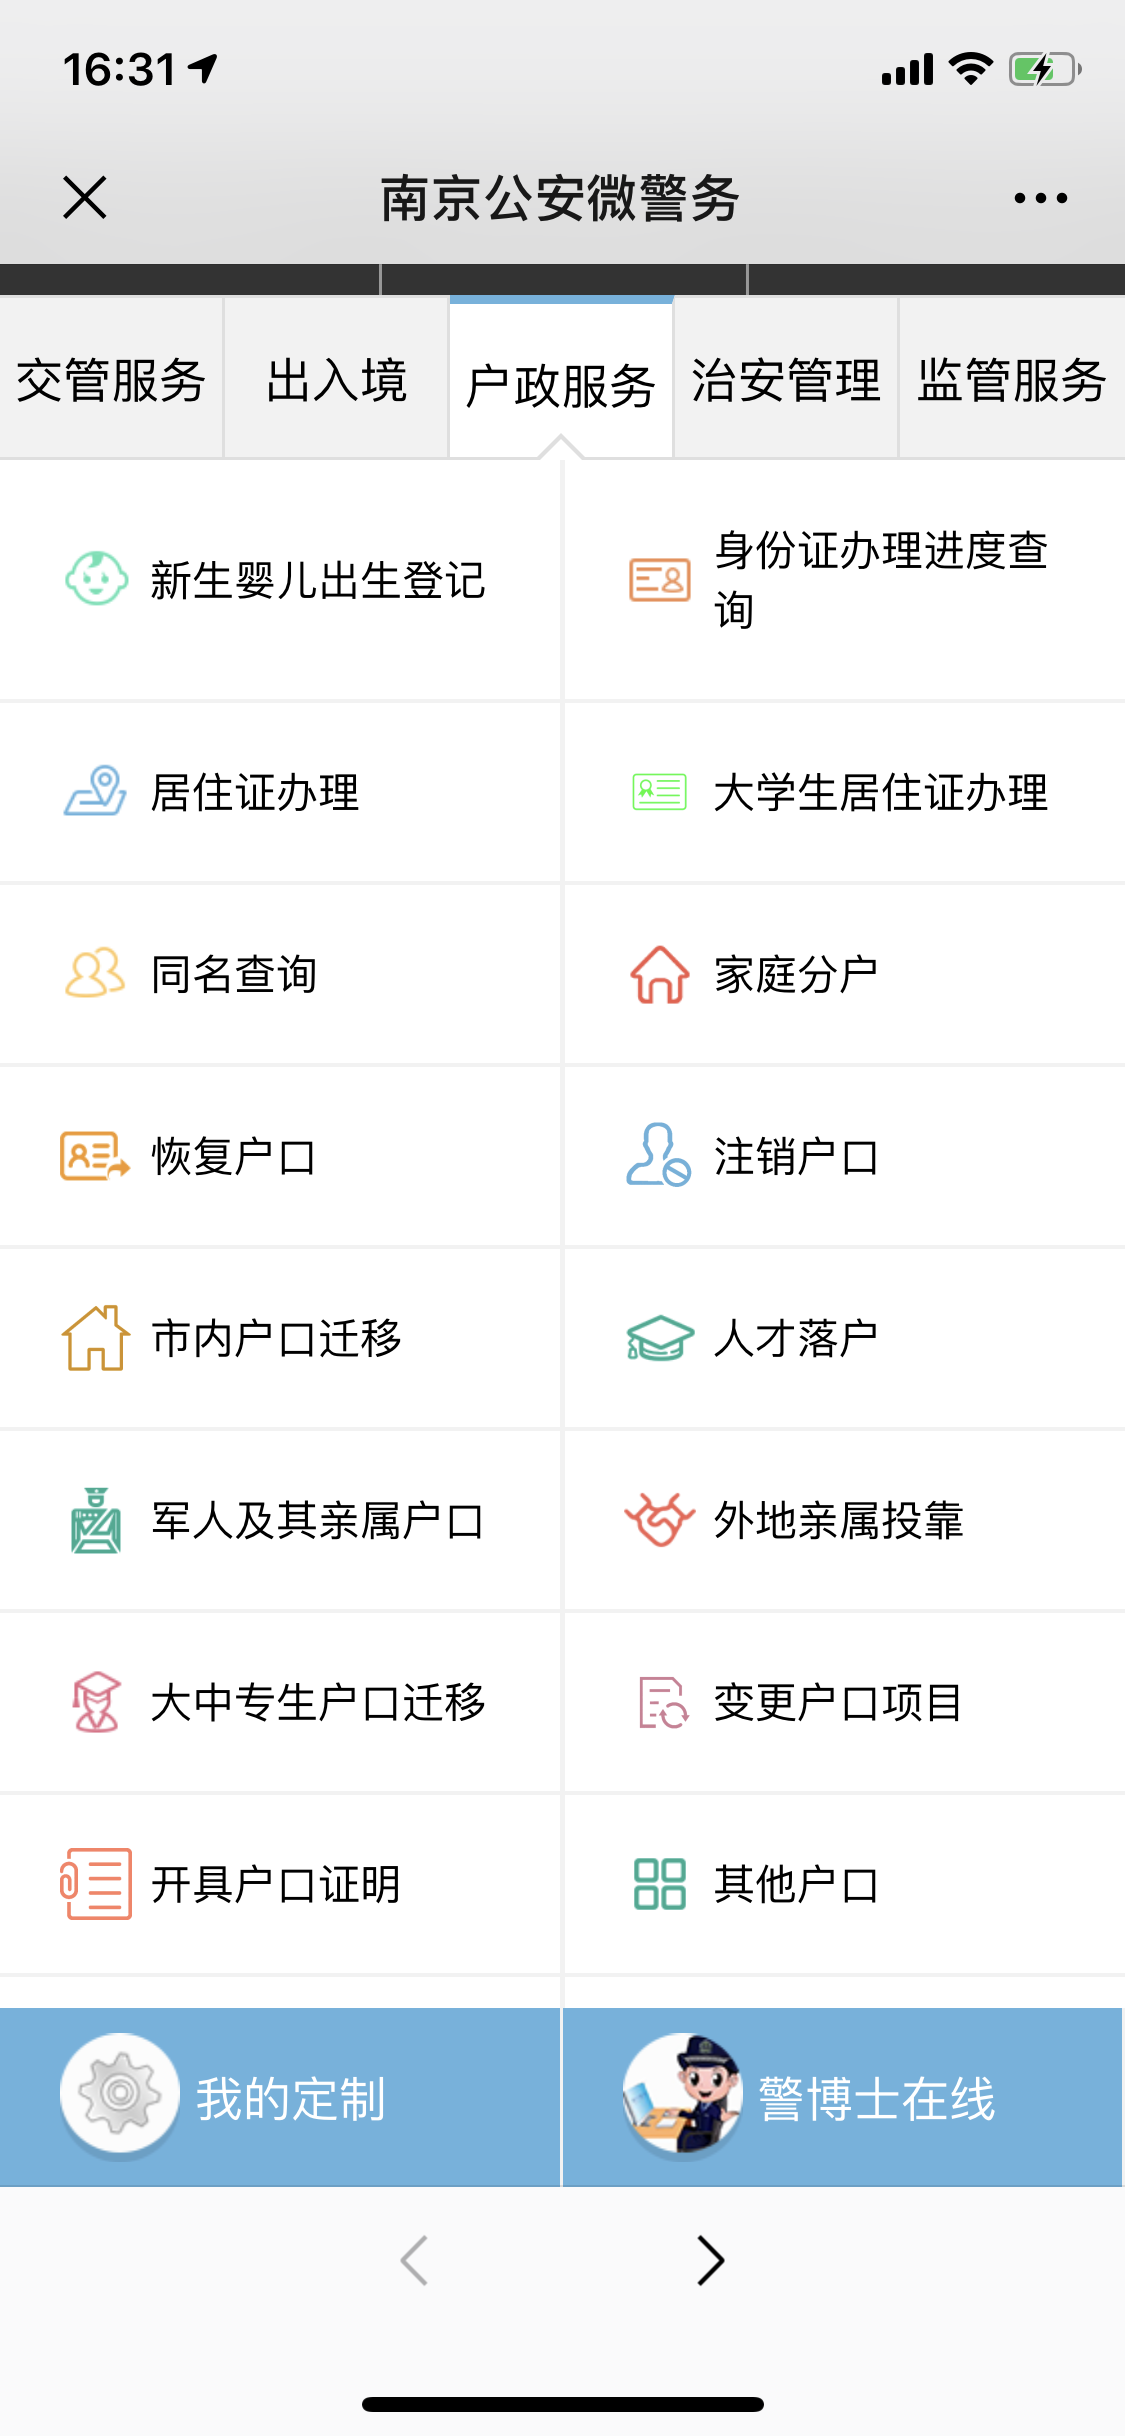 16:31
南京公安微警务
交管服务
出入境
户政服务
治安管理
监管服务
新生婴儿出生登记
身份证办理进度查
询
居住证办理
大学生居住证办理
同名查询
家庭分户
恢复户口
注销户口
市内户口迁移
人才落户
军人及其亲属户口
外地亲属投靠
大中专生户口迁移
变更户口项目
开具户口证明
其他户口
我的定制
警博士在线